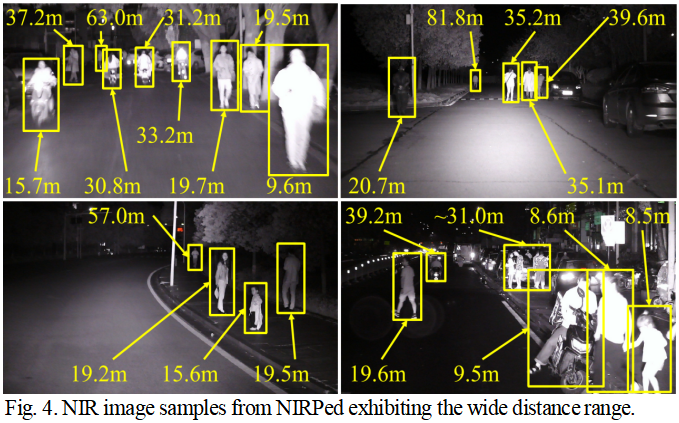 37.2m 63.0m 31.2m 19.5m
33.2m
15.7m 30.8m 19.7m 9.6m
81.8m 35.2m 39.6m
20.7m 35.1m
57.0m
19.2m 15.6m 19.5m
39.2m ~31.0m 8.6m 8.5m
19.6m 9.5m
Fig. 4. NIR image samples from NIRPed exhibiting the wide distance range.